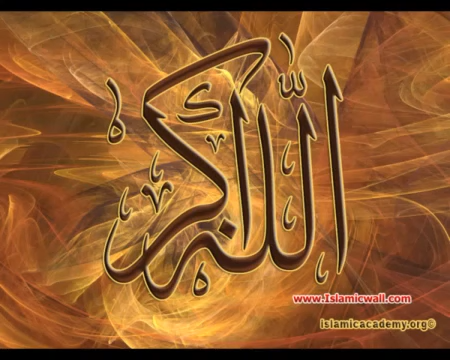 الله أكبر
www.Islamicwall.com
islamicacademy.org©